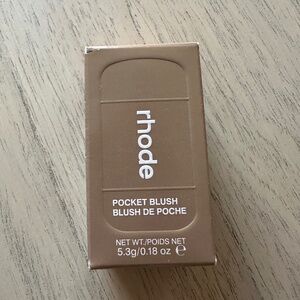 rhode
POCKET BLUSH
BLUSH DE POCHE
NET WT./POIDS NET
5.3g/0.18 oz ℮